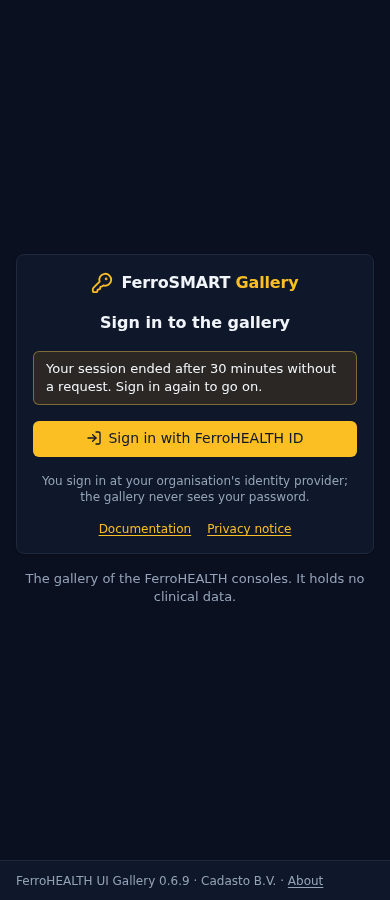 FerroSMART Gallery
Sign in to the gallery
Your session ended after 30 minutes without
a request. Sign in again to go on.
Sign in with FerroHEALTH ID
You sign in at your organisation's identity provider;
the gallery never sees your password.
Documentation Privacy notice
The gallery of the FerroHEALTH consoles. It holds no
clinical data.
FerroHEALTH UI Gallery 0.6.9 · Cadasto B.V. · About